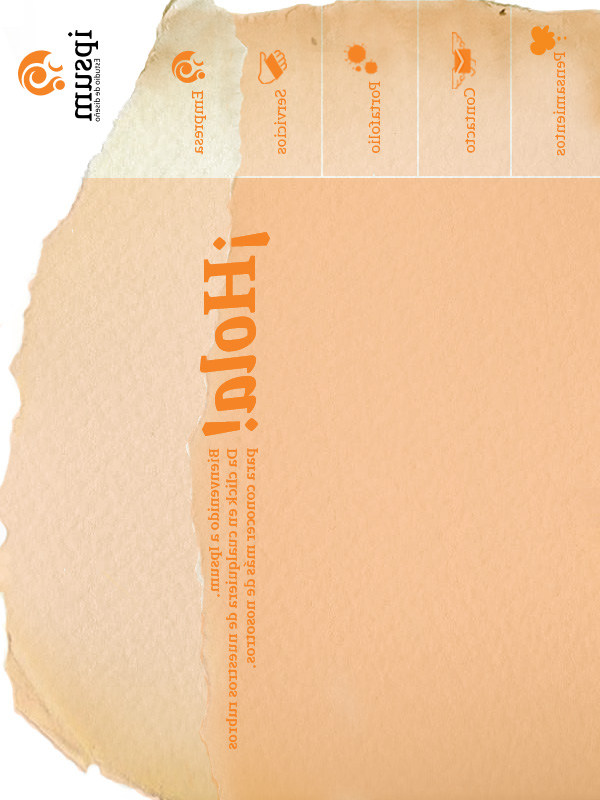 ipsum
Estudio de diseño
Empresa
Servicios
Portafolio
Contacto
Pensamientos
¡Hola!
Bienvenido a Ipsum.
Da click en cualquiera de nuestros rubros
para conocer más de nosotros.